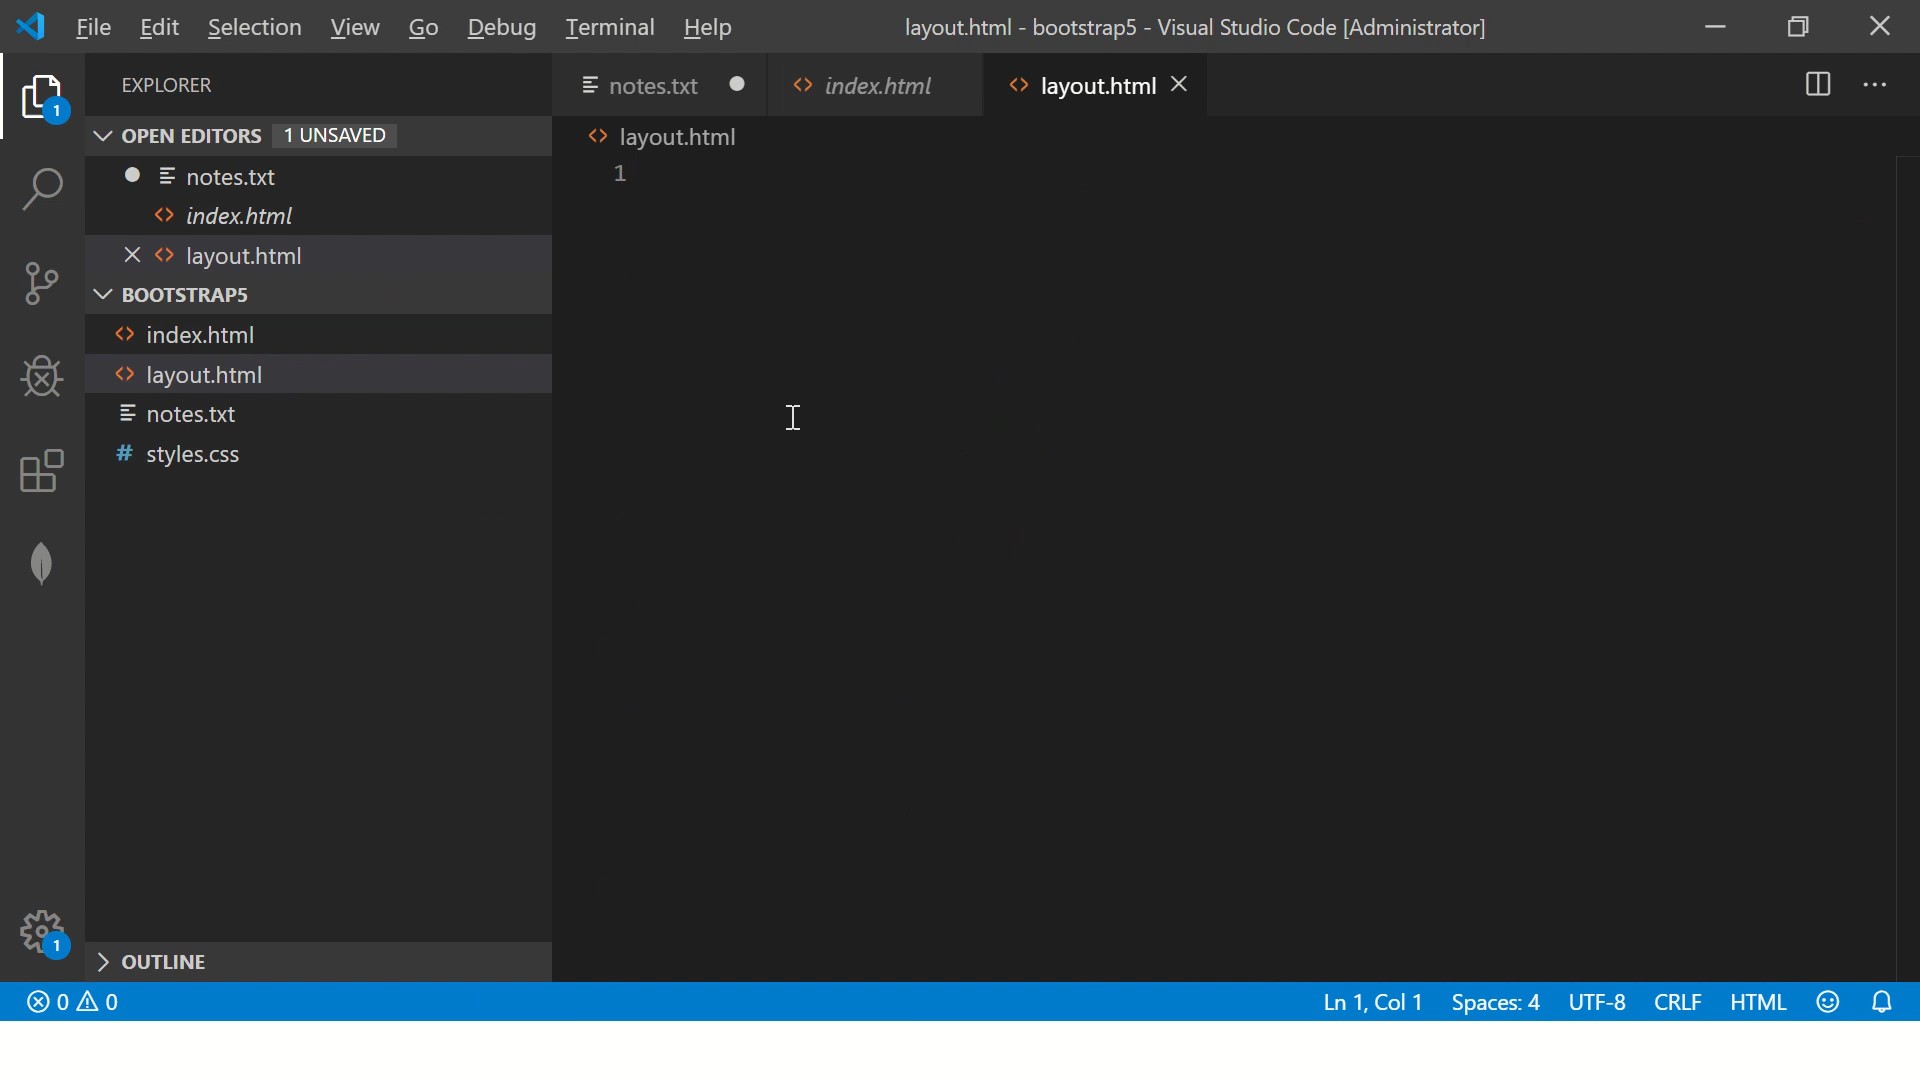 File Edit Selection View Go Debug Terminal Help
layout.html - bootstrap5 - Visual Studio Code [Administrator]
EXPLORER
OPEN EDITORS 1 UNSAVED
notes.txt
index.html
layout.html
BOOTSTRAP5
index.html
layout.html
notes.txt
styles.css
OUTLINE
1
1
notes.txt
index.html
layout.html
layout.html
1
0 0
Ln 1, Col 1 Spaces: 4 UTF-8 CRLF HTML